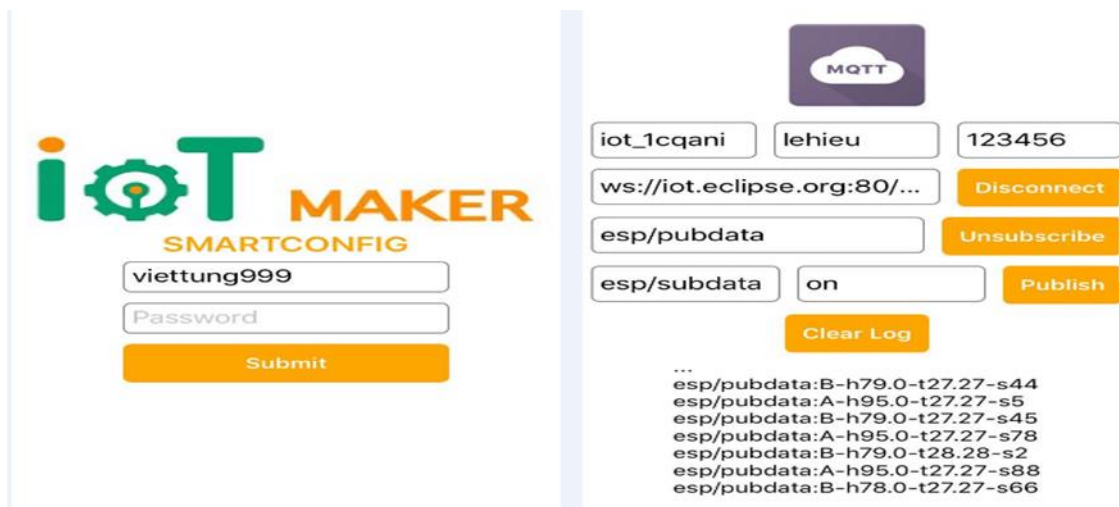 ioT MAKER
SMARTCONFIG
viettung999
Password
Submit
MQTT
iot_1cqani lehieu 123456
ws://iot.eclipse.org:80/... Disconnect
esp/pubdata Unsubscribe
esp/subdata on Publish
Clear Log
...
esp/pubdata:B-h79.0-t27.27-s44
esp/pubdata:A-h95.0-t27.27-s5
esp/pubdata:B-h79.0-t27.27-s45
esp/pubdata:A-h95.0-t27.27-s78
esp/pubdata:B-h79.0-t28.28-s2
esp/pubdata:A-h95.0-t27.27-s88
esp/pubdata:B-h78.0-t27.27-s66